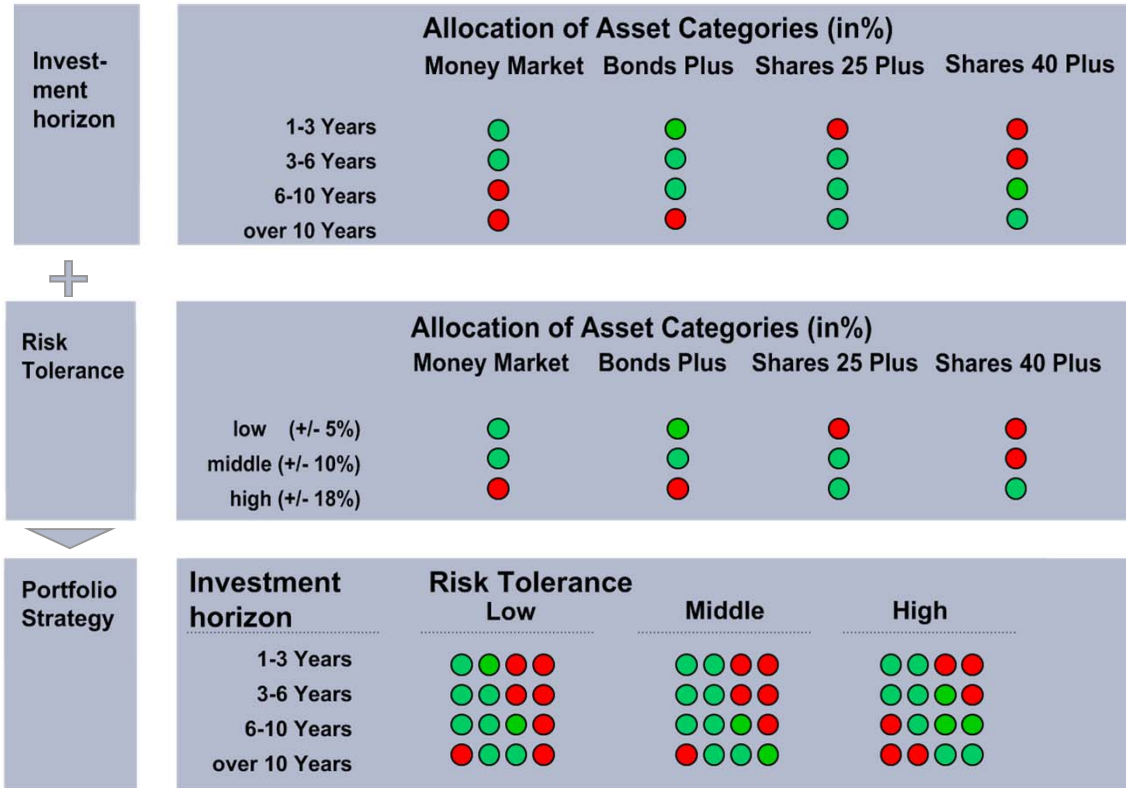 Invest-
ment
horizon
Allocation of Asset Categories (in%)
Money Market Bonds Plus Shares 25 Plus Shares 40 Plus
1-3 Years
3-6 Years
6-10 Years
over 10 Years
Risk
Tolerance
Allocation of Asset Categories (in%)
Money Market Bonds Plus Shares 25 Plus Shares 40 Plus
low (+/- 5%)
middle (+/- 10%)
high (+/- 18%)
Portfolio
Strategy
Investment
horizon
Risk Tolerance
Low Middle High
1-3 Years
3-6 Years
6-10 Years
over 10 Years